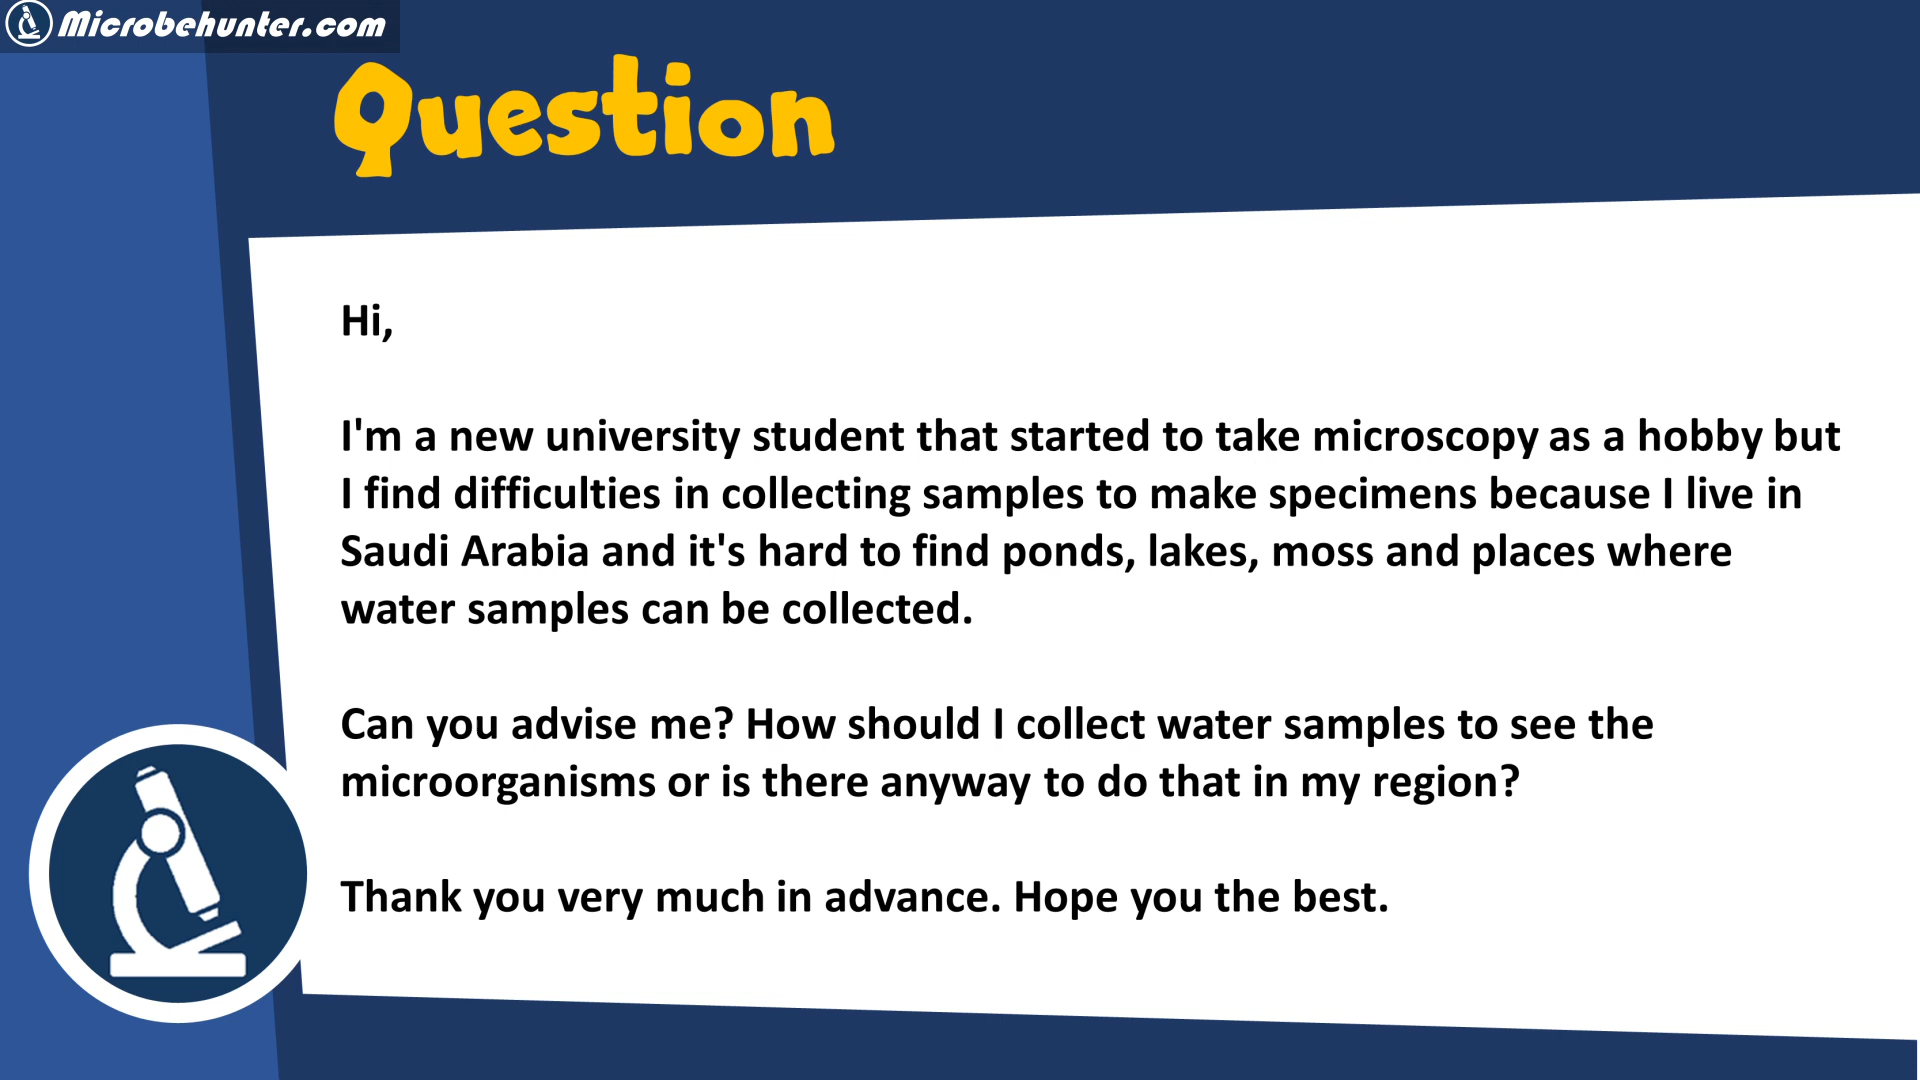 Microbehunter.com
Question
Hi,
I'm a new university student that started to take microscopy as a hobby but
I find difficulties in collecting samples to make specimens because I live in
Saudi Arabia and it's hard to find ponds, lakes, moss and places where
water samples can be collected.
Can you advise me? How should I collect water samples to see the
microorganisms or is there anyway to do that in my region?
Thank you very much in advance. Hope you the best.